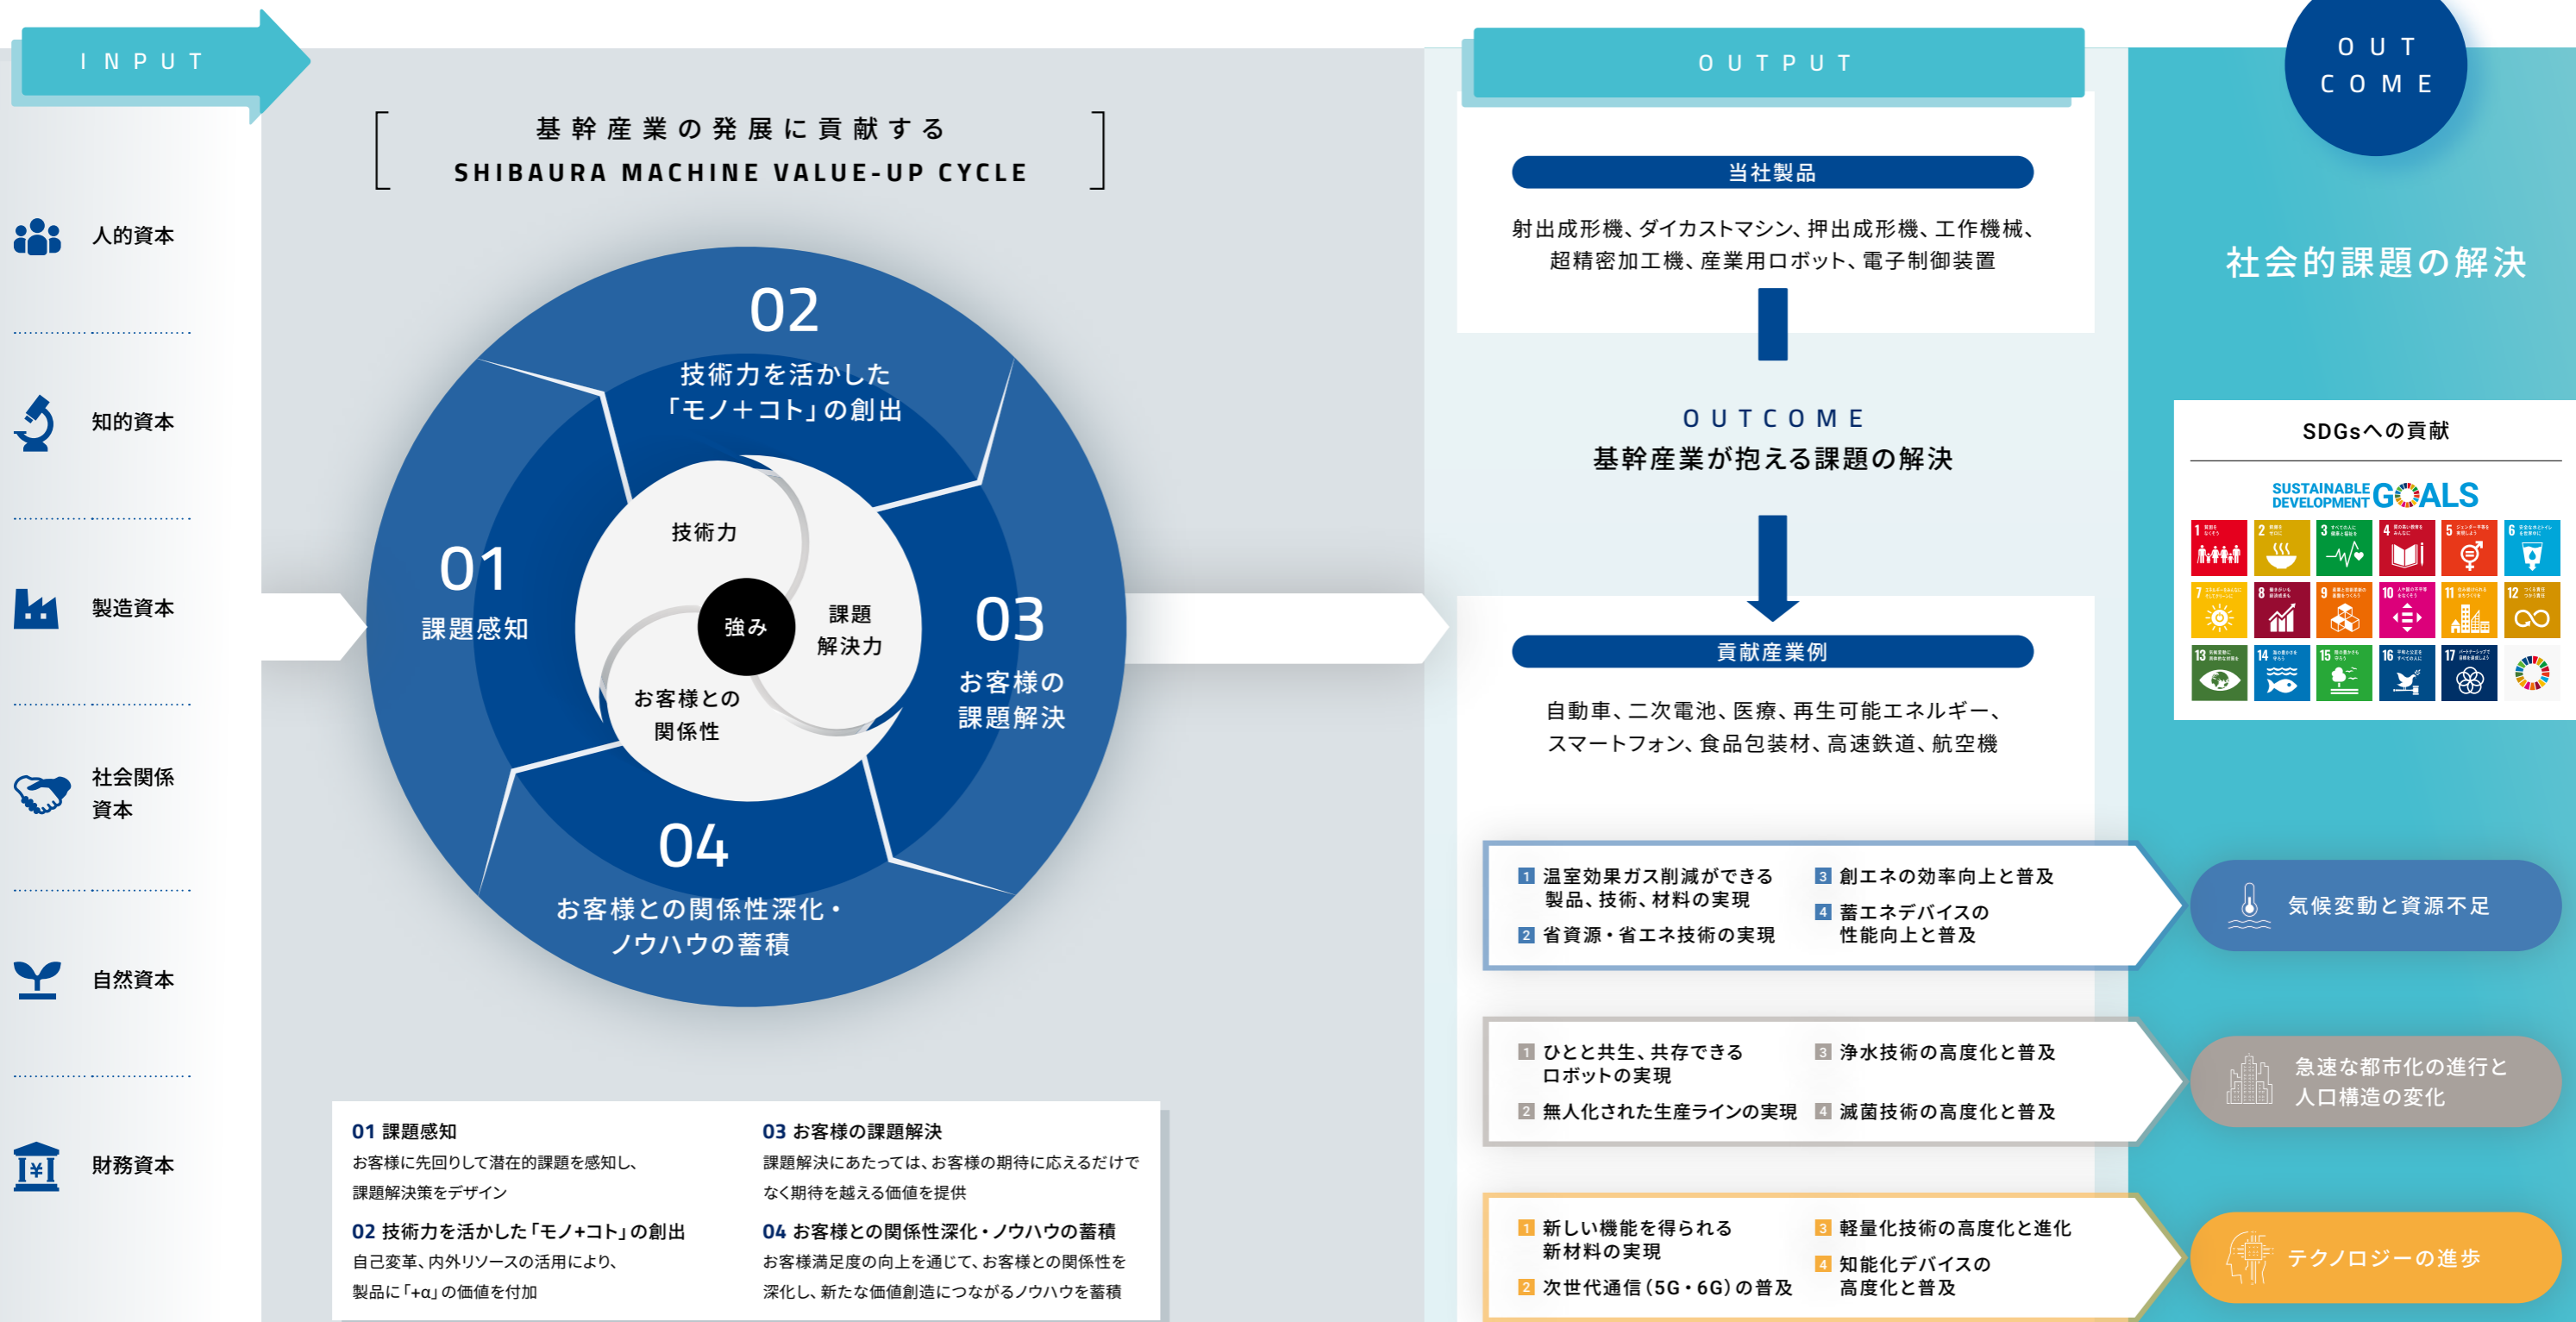 INPUT
人的資本
知的資本
製造資本
社会関係
資本
自然資本
財務資本
基幹産業の発展に貢献する
SHIBAURA MACHINE VALUE-UP CYCLE
01
課題感知
02
技術力を活かした
「モノ＋コト」の創出
03
お客様の
課題解決
04
お客様との関係性深化・
ノウハウの蓄積
技術力
課題
解決力
お客様との
関係性
強み
01 課題感知
お客様に先回りして潜在的課題を感知し、
課題解決策をデザイン
02 技術力を活かした「モノ+コト」の創出
自己変革、内外リソースの活用により、
製品に「+α」の価値を付加
03 お客様の課題解決
課題解決にあたっては、お客様の期待に応えるだけで
なく期待を越える価値を提供
04 お客様との関係性深化・ノウハウの蓄積
お客様満足度の向上を通じて、お客様との関係性を
深化し、新たな価値創造につながるノウハウを蓄積
OUTPUT
当社製品
射出成形機、ダイカストマシン、押出成形機、工作機械、
超精密加工機、産業用ロボット、電子制御装置
OUTCOME
基幹産業が抱える課題の解決
貢献産業例
自動車、二次電池、医療、再生可能エネルギー、
スマートフォン、食品包装材、高速鉄道、航空機
1 温室効果ガス削減ができる
製品、技術、材料の実現
2 省資源・省エネ技術の実現
3 創エネの効率向上と普及
4 蓄エネデバイスの
性能向上と普及
1 ひとと共生、共存できる
ロボットの実現
2 無人化された生産ラインの実現
3 浄水技術の高度化と普及
4 滅菌技術の高度化と普及
1 新しい機能を得られる
新材料の実現
2 次世代通信（5G・6G）の普及
3 軽量化技術の高度化と進化
4 知能化デバイスの
高度化と普及
OUT
COME
社会的課題の解決
SDGsへの貢献
SUSTAINABLE
DEVELOPMENT GOALS
1
2
3
4
5
6
7
8
9
10
11
12
13
14
15
16
17
気候変動と資源不足
急速な都市化の進行と
人口構造の変化
テクノロジーの進歩